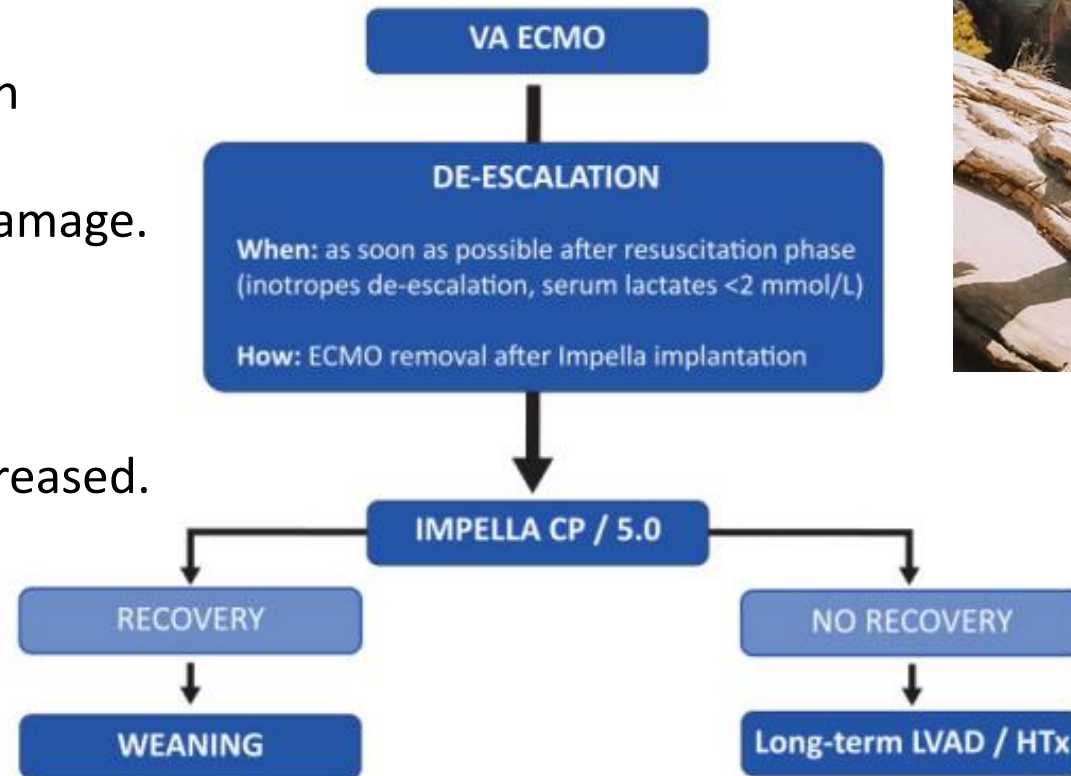 VA ECMO
DE-ESCALATION
amage.
When: as soon as possible after resuscitation phase
(inotropes de-escalation, serum lactates <2 mmol/L)
How: ECMO removal after Impella implantation
reased.
IMPELLA CP / 5.0
RECOVERY
NO RECOVERY
WEANING
Long-term LVAD / HTx